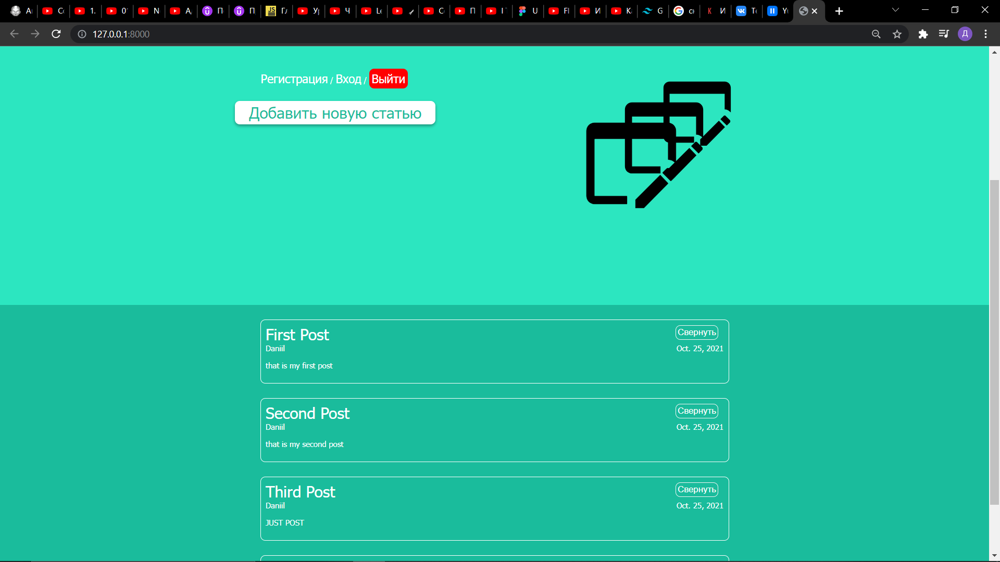 127.0.0.1:8000
Регистрация / Вход / Выйти
Добавить новую статью
First Post
Свернуть
Daniil
Oct. 25, 2021
that is my first post
Second Post
Свернуть
Daniil
Oct. 25, 2021
that is my second post
Third Post
Свернуть
Daniil
Oct. 25, 2021
JUST POST